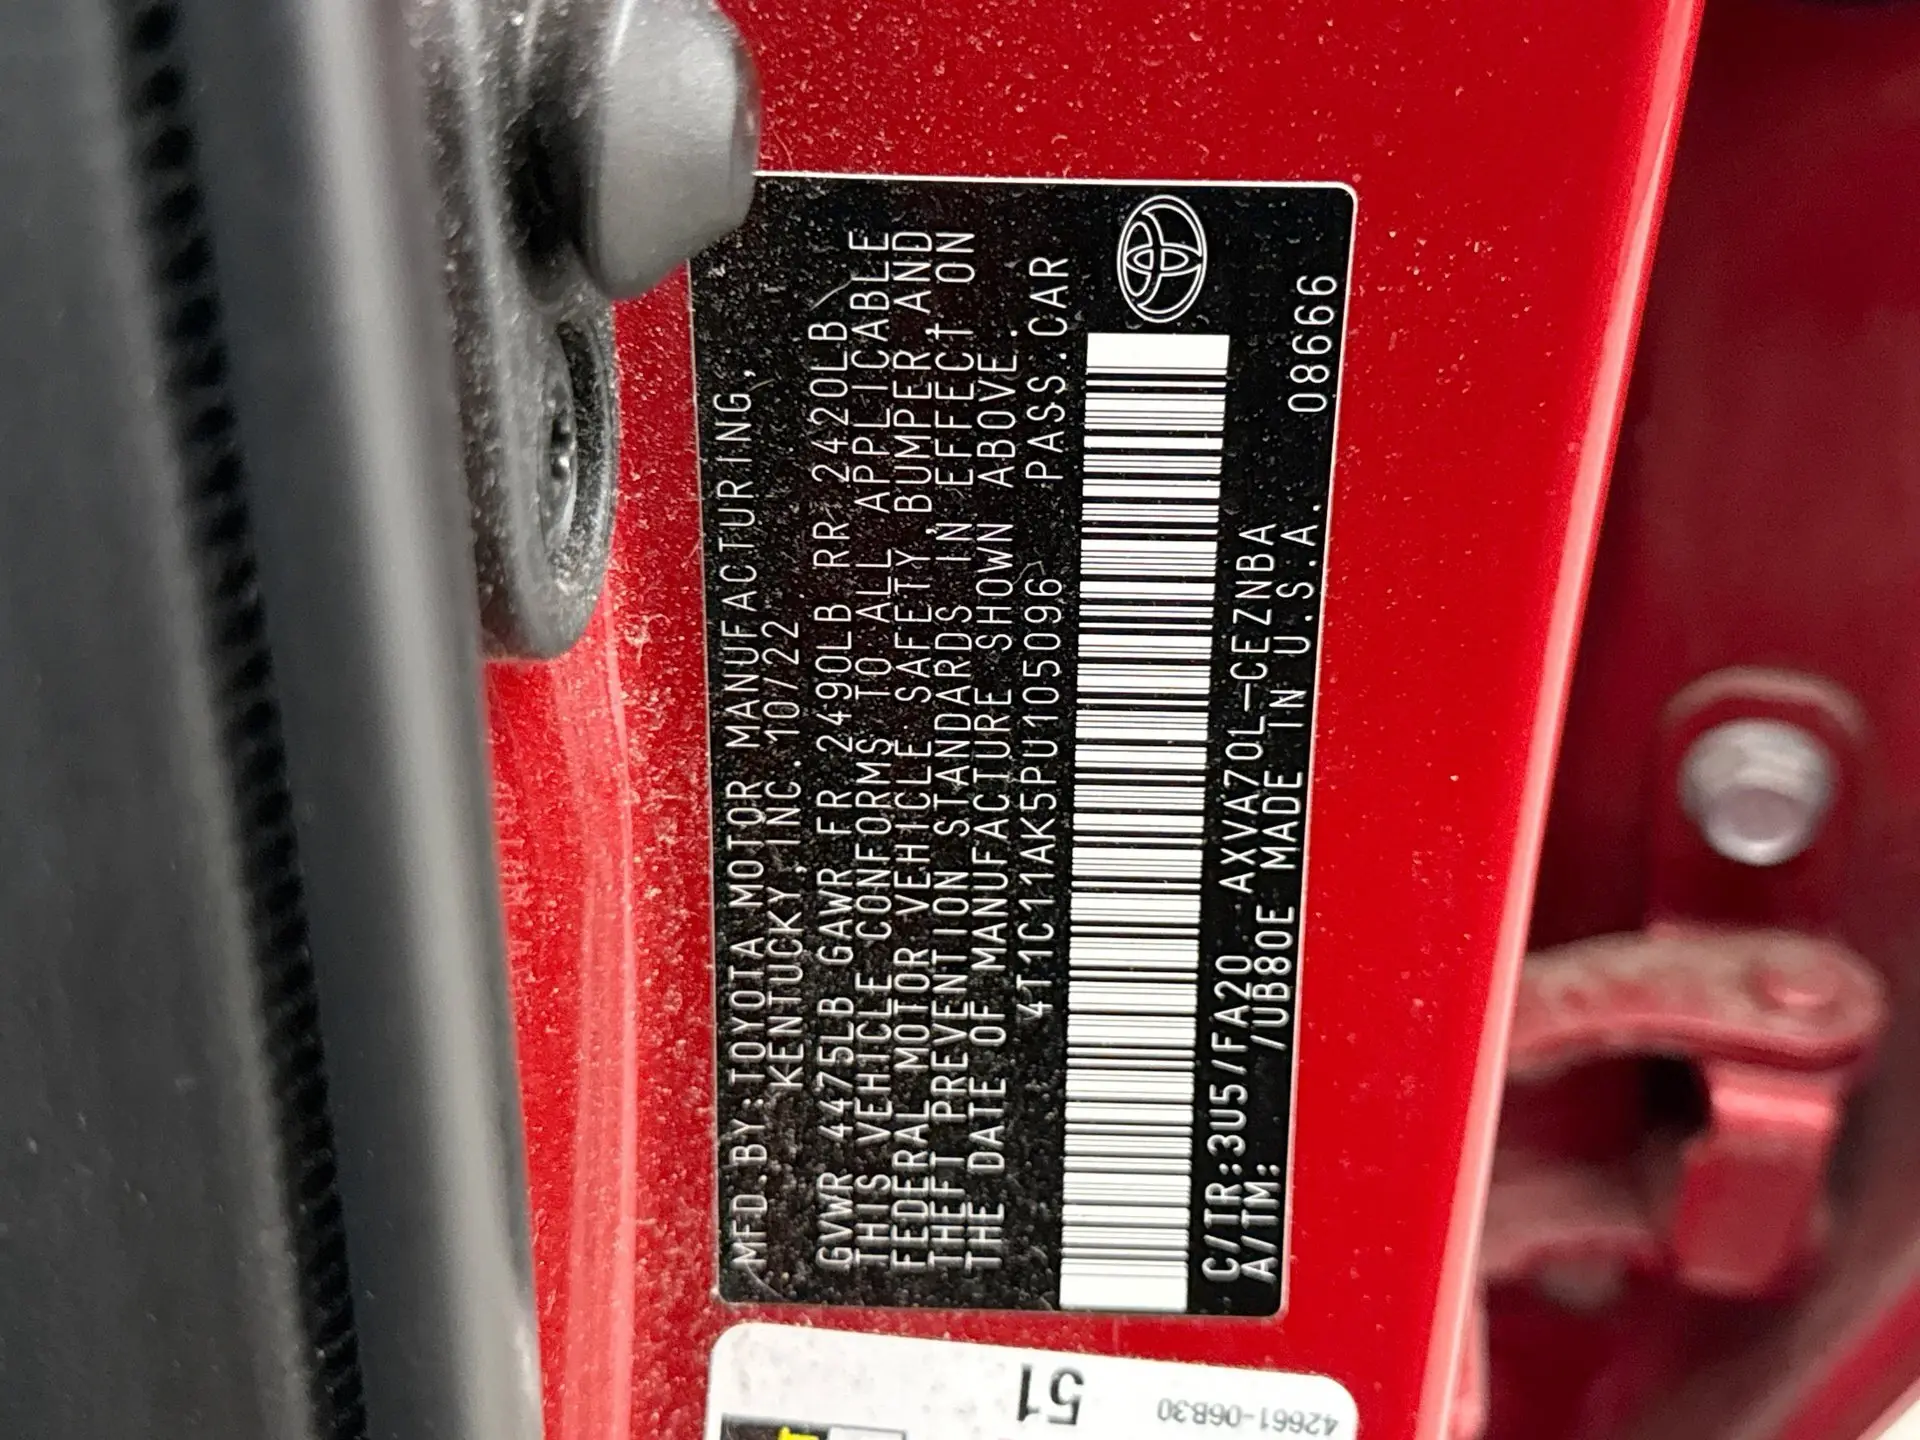 MFD.BY:TOYOTA MOTOR MANUFACTURING,
KENTUCKY, INC. 10/22
GVWR 4475LB GAWR FR 2490LB RR 2420LB
THIS VEHICLE CONFORMS TO ALL APPLICABLE
FEDERAL MOTOR VEHICLE SAFETY, BUMPER, AND
THEFT PREVENTION STANDARDS IN EFFECT ON
THE DATE OF MANUFACTURE SHOWN ABOVE.
4T1C11AK5PU105096 PASS.CAR
C/TR:3U5/FA20 AXVA70L-CEZNBA
A/TM: /UB80E MADE IN U.S.A. 08666
51
42661-06B30